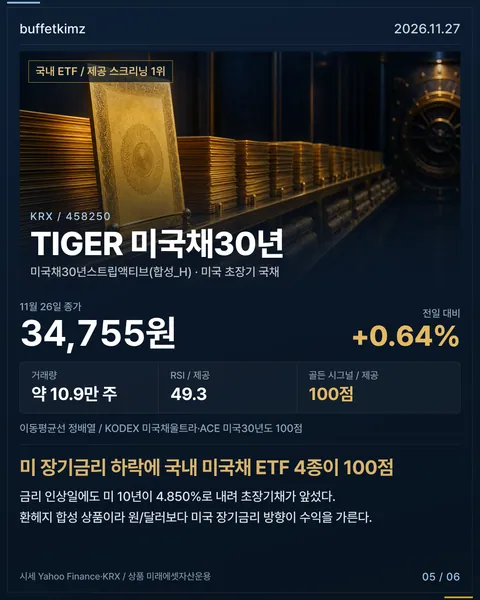 buffetkimz
2026.11.27
국내 ETF / 제공 스크리닝 1위
KRX / 458250
TIGER 미국채30년
미국채30년스트립액티브(합성_H) · 미국 초장기 국채
11월 26일 종가
전일 대비
34,755원
+0.64%
거래량
RSI / 제공
골든 시그널 / 제공
약 10.9만 주
49.3
100점
이동평균선 정배열 / KODEX 미국채울트라·ACE 미국30년도 100점
미 장기금리 하락에 국내 미국채 ETF 4종이 100점
금리 인상일에도 미 10년이 4.850%로 내려 초장기채가 앞섰다.
환헤지 합성 상품이라 원/달러보다 미국 장기금리 방향이 수익을 가른다.
시세 Yahoo Finance·KRX / 상품 미래에셋자산운용
05 / 06